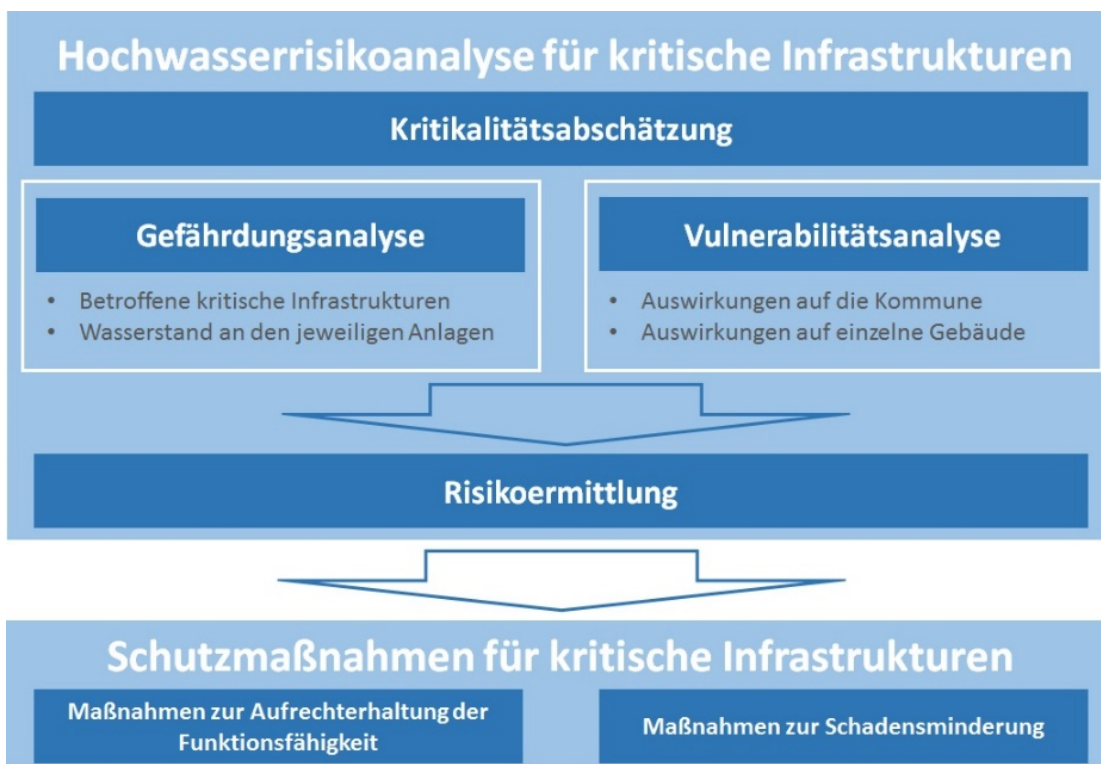 Hochwasserrisikoanalyse für kritische Infrastrukturen
Kritikalitätsabschätzung
Gefährdungsanalyse
• Betroffene kritische Infrastrukturen
• Wasserstand an den jeweiligen Anlagen
Vulnerabilitätsanalyse
• Auswirkungen auf die Kommune
• Auswirkungen auf einzelne Gebäude
Risikoermittlung
Schutzmaßnahmen für kritische Infrastrukturen
Maßnahmen zur Aufrechterhaltung der
Funktionsfähigkeit
Maßnahmen zur Schadensminderung